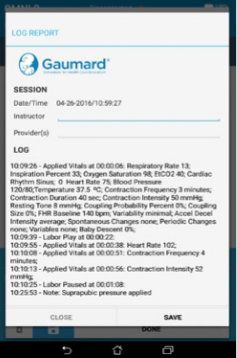 LOG REPORT
Gaumard®
SESSION
Date/Time 04-26-2016/10:59:27
Instructor
Provider(s)
LOG
10:09:26 - Applied Vitals at 00:00:06: Respiratory Rate 13;
Inspiration Percent 33; Oxygen Saturation 98; EtCO2 40; Cardiac
Rhythm Sinus; 0 Heart Rate 75; Blood Pressure
120/80;Temperature 37.5 ºC; Contraction Frequency 3 minutes;
Contraction Duration 40 sec; Contraction Intensity 50 mmHg;
Resting Tone 8 mmHg; Coupling Probability Percent 0%; Coupling
Size 0%; FHR Baseline 140 bpm; Variability minimal; Accel Decel
Intensity average; Spontaneous Changes none; Periodic Changes
none; Variables none; Baby Descent 0%;
10:09:39 - Labor Play at 00:00:22:
10:09:55 - Applied Vitals at 00:00:38: Heart Rate 102;
10:10:08 - Applied Vitals at 00:00:51: Contraction Frequency 4
minutes;
10:10:13 - Applied Vitals at 00:00:56: Contraction Intensity 52
mmHg;
10:10:25 - Labor Paused at 00:01:08:
10:25:53 - Note: Suprapubic pressure applied
CLOSE SAVE
DONE